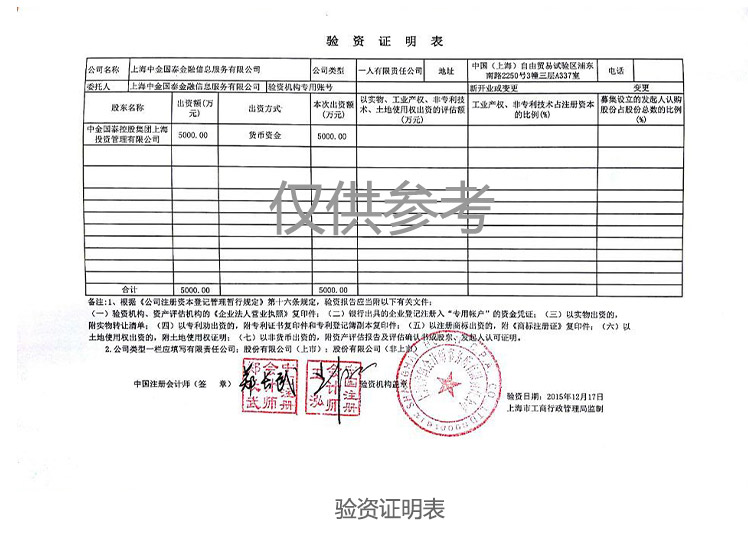 验资证明表
公司名称 上海中金国泰金融信息服务有限公司 公司类型 一人有限责任公司 地址 中国（上海）自由贸易试验区浦东南路2250号3幢三层A337室 电话
委托人 上海中金国泰金融信息服务有限公司 验资机构专用账号 新开业或变更 变更
股东名称 出资额(万元) 出资方式 本次出资额(万元) 以实物、工业产权、非专利技术、土地使用权出资的评估额(万元) 工业产权、非专利技术占注册资本的比例(%) 募集设立的发起人认购股份占股份总数的比例(%)
中金国泰控股集团上海投资管理有限公司 5000.00 货币资金 5000.00
仅供参考
合计 5000.00 5000.00
备注:1、根据《公司注册资本登记管理暂行规定》第十六条规定，验资报告应当附以下有关文件:
（一）验资机构、资产评估机构的《企业法人营业执照》复印件；（二）银行出具的企业登记注册入“专用帐户”的资金凭证；（三）以实物出资的，
附实物转让清单；（四）以专利劲出资的，附专利证书复印件和专利登记簿副本复印件；（五）以注册商标出资的，附《商标注册证》复印件；（六）以
土地使用权出资的，附土地使用权证明；（七）以非货币出资的，附资产评估报告及评估确认书或股东、发起人认可证明。
2.公司类型一栏应填写有限责任公司；股份有限公司（上市）；股份有限公司（非上市）
中国注册会计师（签 章） 验资机构盖章
验资日期：2015年12月17日
上海市工商行政管理局监制
验资证明表